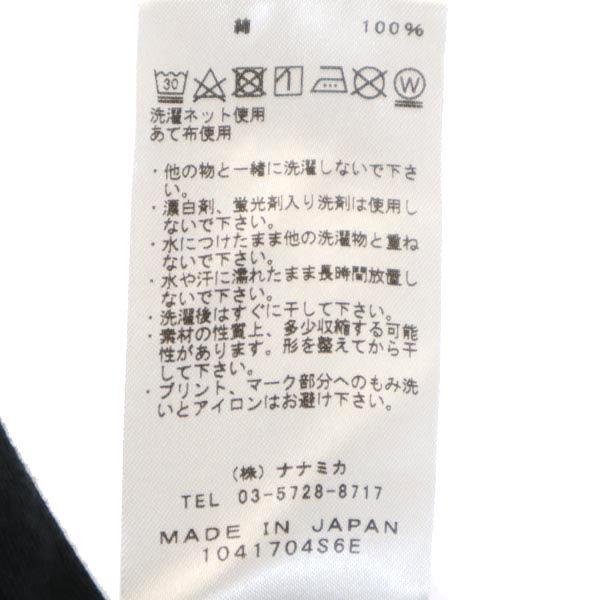 綿 100%
30 W
洗濯ネット使用
あて布使用
・他の物と一緒に洗濯しないで下さ
い。
・漂白剤、蛍光剤入り洗剤は使用し
ないで下さい。
・水につけたまま他の洗濯物と重ね
ないで下さい。
・水や汗に濡れたまま長時間放置し
ないで下さい。
・洗濯後はすぐに干して下さい。
・素材の性質上、多少収縮する可能
性があります。形を整えてから干
して下さい。
・プリント、マーク部分へのもみ洗
いとアイロンはお避け下さい。
(株) ナナミカ
TEL 03-5728-8717
MADE IN JAPAN
1041704S6E